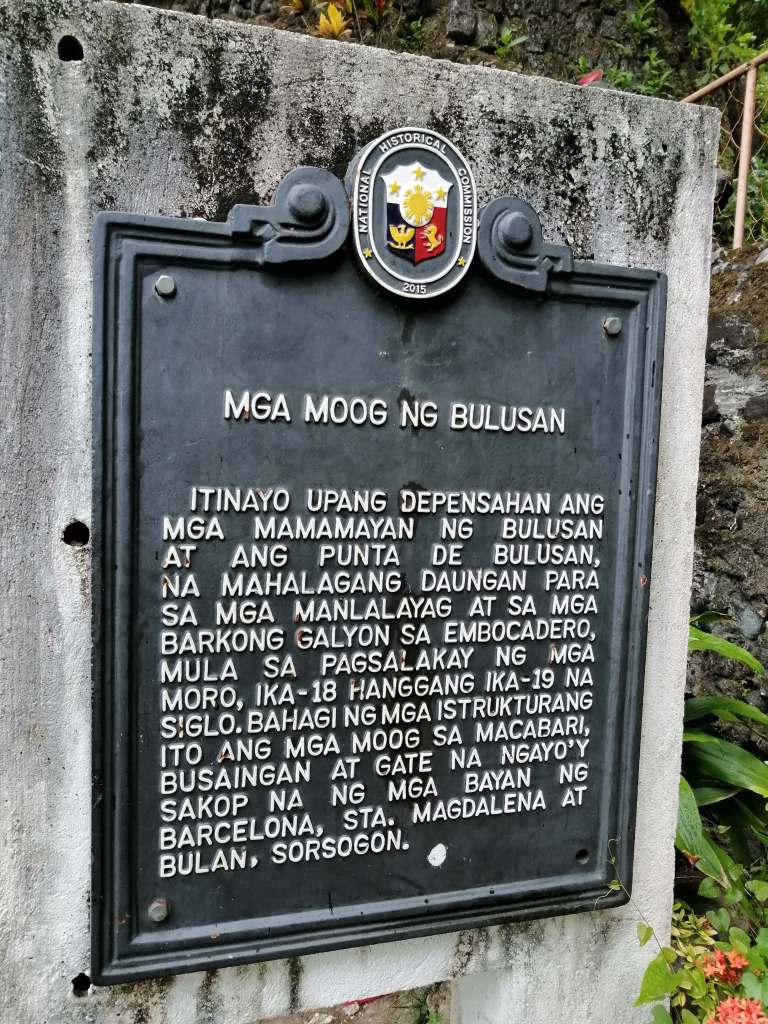 NATIONAL HISTORICAL COMMISSION
2015
MGA MOOG NG BULUSAN
ITINAYO UPANG DEPENSAHAN ANG
MGA MAMAMAYAN NG BULUSAN
AT ANG PUNTA DE BULUSAN,
NA MAHALAGANG DAUNGAN PARA
SA MGA MANLALAYAG AT SA MGA
BARKONG GALYON SA EMBOCADERO,
MULA SA PAGSALAKAY NG MGA
MORO, IKA-18 HANGGANG IKA-19 NA
SIGLO. BAHAGI NG MGA ISTRUKTURANG
ITO ANG MGA MOOG SA MACABARI,
BUSAINGAN AT GATE NA NGAYO'Y
SAKOP NA NG MGA BAYAN NG
BARCELONA, STA. MAGDALENA AT
BULAN, SORSOGON.